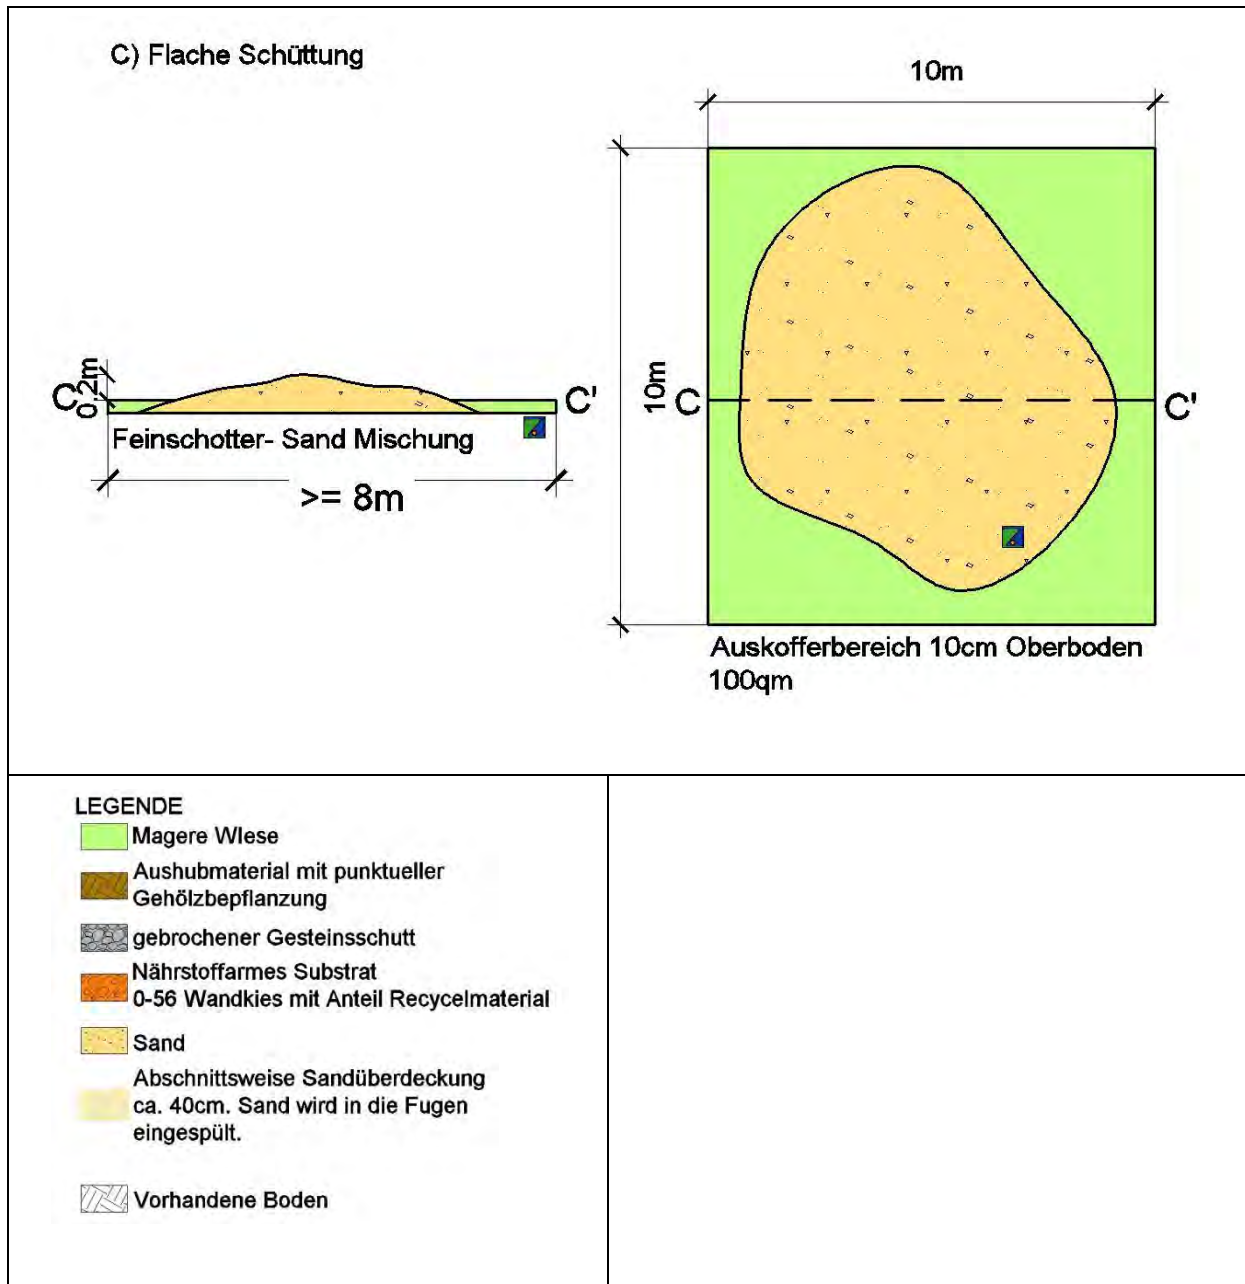 C) Flache Schüttung
10m
10m
C
C'
0,2m
C
C'
Feinschotter- Sand Mischung
>= 8m
Auskofferbereich 10cm Oberboden
100qm
LEGENDE
Magere WIese
Aushubmaterial mit punktueller
Gehölzbepflanzung
gebrochener Gesteinsschutt
Nährstoffarmes Substrat
0-56 Wandkies mit Anteil Recycelmaterial
Sand
Abschnittsweise Sandüberdeckung
ca. 40cm. Sand wird in die Fugen
eingespült.
Vorhandene Boden